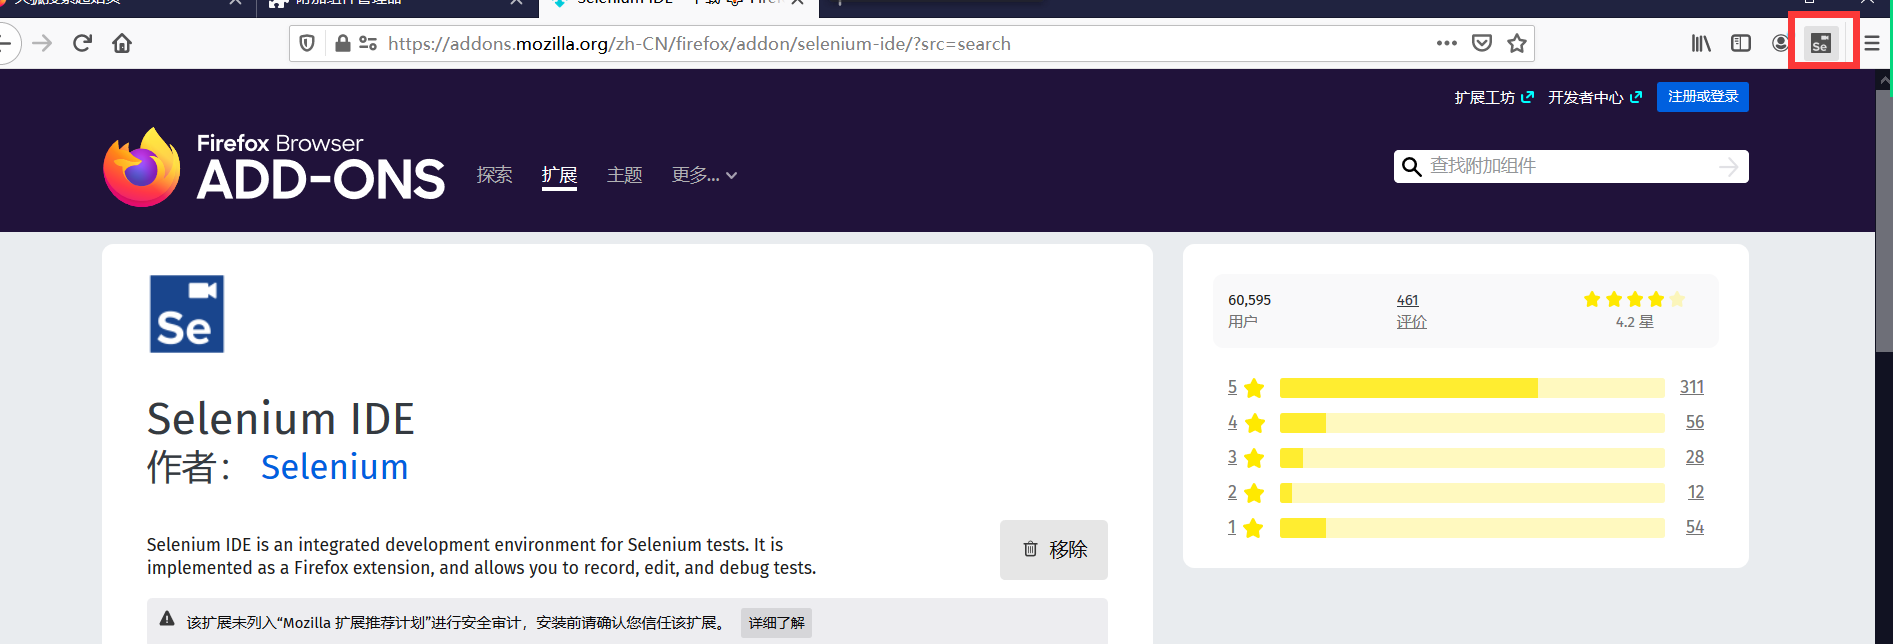 附加组件管理器
Selenium IDE – 下载
https://addons.mozilla.org/zh-CN/firefox/addon/selenium-ide/?src=search
Se
扩展工坊 开发者中心 注册或登录
Firefox Browser
ADD-ONS
探索 扩展 主题 更多...
查找附加组件
Se
60,595 461
用户 评价 4.2 星
5 311
4 56
3 28
2 12
1 54
Selenium IDE
作者： Selenium
Selenium IDE is an integrated development environment for Selenium tests. It is
implemented as a Firefox extension, and allows you to record, edit, and debug tests.
移除
该扩展未列入“Mozilla 扩展推荐计划”进行安全审计，安装前请确认您信任该扩展。 详细了解